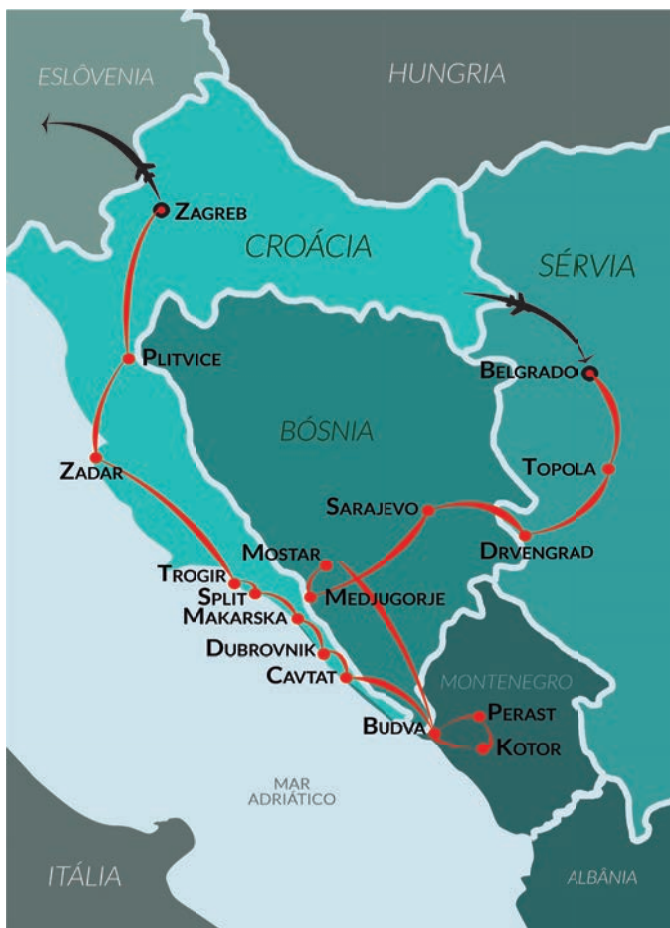 ESLÔVENIA
HUNGRIA
ZAGREB
CROÁCIA
SÉRVIA
PLITVICE
BELGRADO
BÓSNIA
ZADAR
TOPOLA
SARAJEVO
MOSTAR
DRVENGRAD
TROGIR
SPLIT
MEDJUGORJE
MAKARSKA
DUBROVNIK
CAVTAT
MONTENEGRO
PERAST
BUDVA
KOTOR
MAR
ADRIÁTICO
ITÁLIA
ALBÂNIA